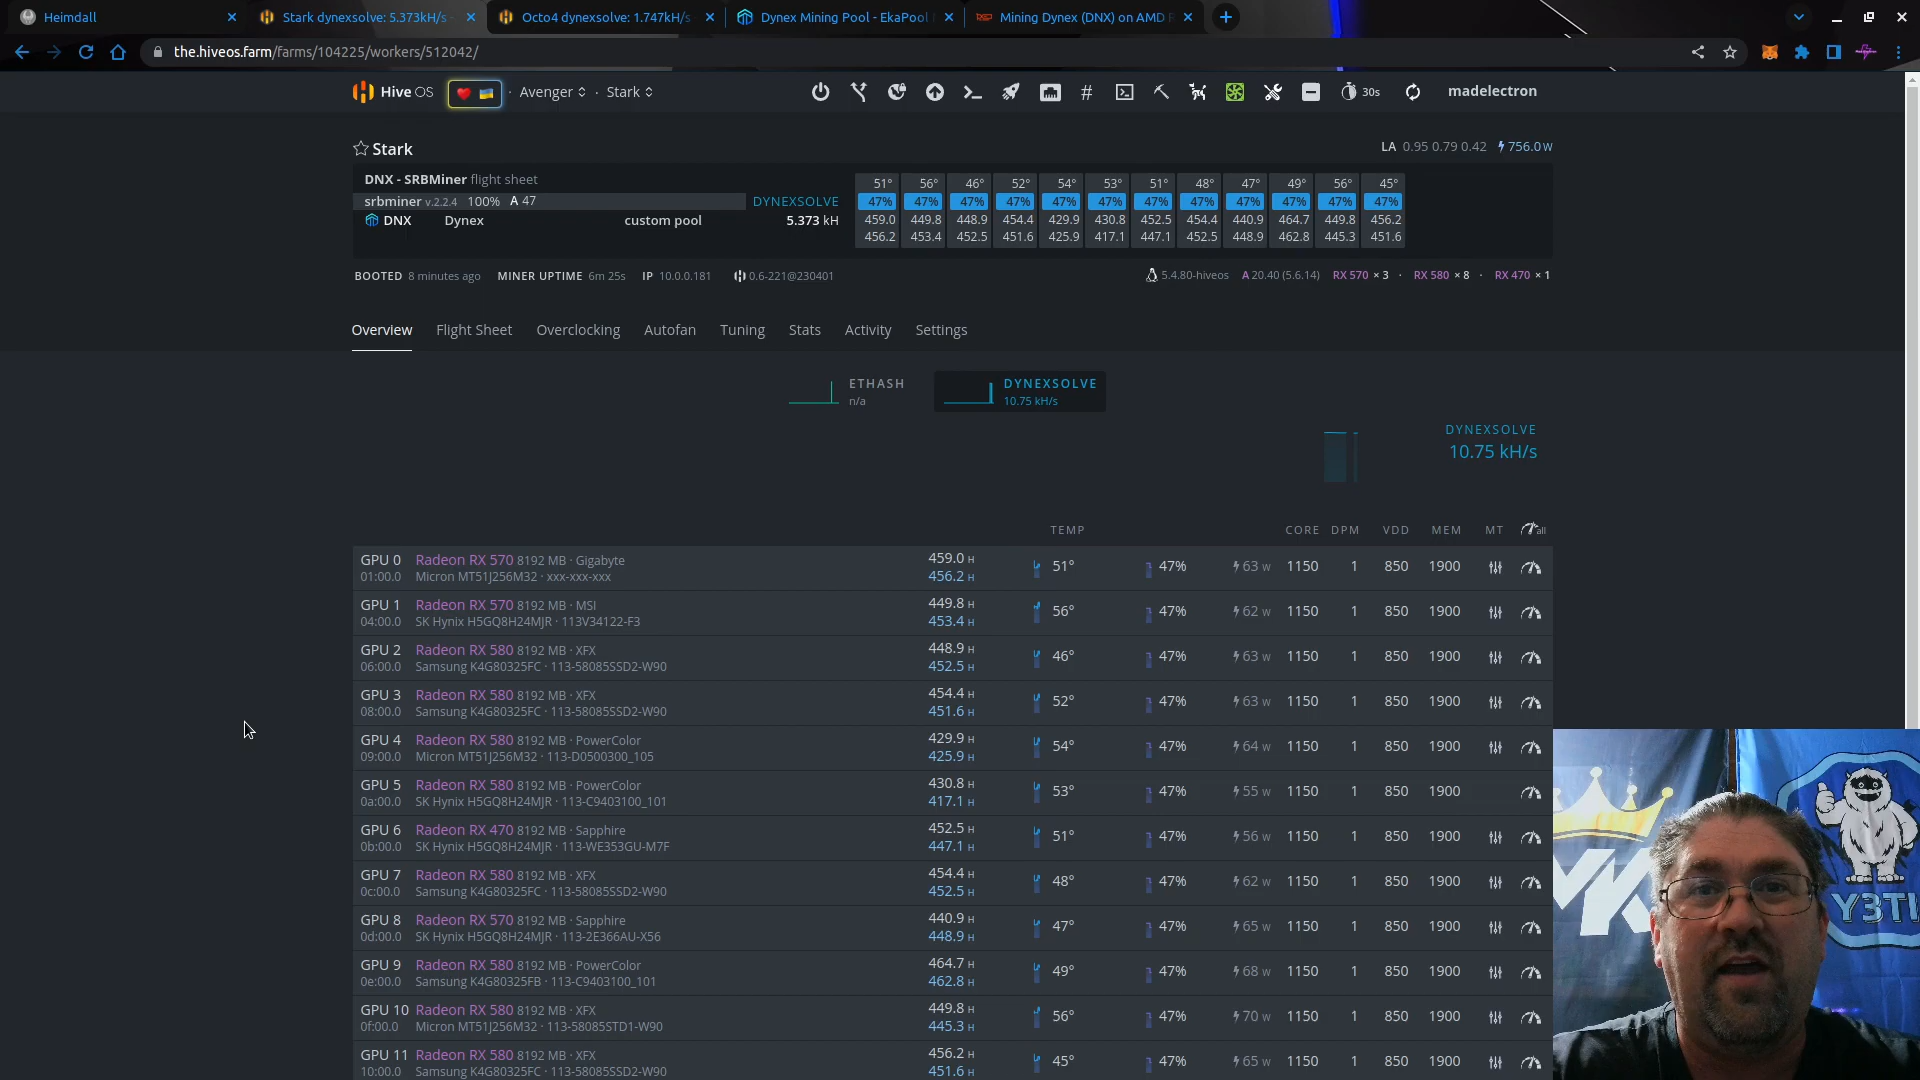 Heimdall
Stark dynexsolve: 5.373kH/s
Octo4 dynexsolve: 1.747kH/s
Dynex Mining Pool - EkaPool
Mining Dynex (DNX) on AMD
the.hiveos.farm/farms/104225/workers/512042/
Hive OS · Avenger · Stark 30s madelectron
Stark LA 0.95 0.79 0.42 756.0W
DNX - SRBMiner flight sheet 51° 56° 46° 52° 54° 53° 51° 48° 47° 49° 56° 45°
srbminer v.2.2.4 100% A 47 DYNEXSOLVE 47% 47% 47% 47% 47% 47% 47% 47% 47% 47% 47% 47%
DNX Dynex custom pool 5.373 kH 459.0 449.8 448.9 454.4 429.9 430.8 452.5 454.4 440.9 464.7 449.8 456.2
456.2 453.4 452.5 451.6 425.9 417.1 447.1 452.5 448.9 462.8 445.3 451.6
BOOTED 8 minutes ago MINER UPTIME 6m 25s IP 10.0.0.181 0.6-221@230401 5.4.80-hiveos A 20.40 (5.6.14) RX 570 × 3 · RX 580 × 8 · RX 470 × 1
Overview Flight Sheet Overclocking Autofan Tuning Stats Activity Settings
ETHASH
n/a
DYNEXSOLVE
10.75 kH/s
DYNEXSOLVE
10.75 kH/s
TEMP CORE DPM VDD MEM MT all
GPU 0 Radeon RX 570 8192 MB · Gigabyte 459.0 H 51° 47% 63 W 1150 1 850 1900
01:00.0 Micron MT51J256M32 · xxx-xxx-xxx 456.2 H
GPU 1 Radeon RX 570 8192 MB · MSI 449.8 H 56° 47% 62 W 1150 1 850 1900
04:00.0 SK Hynix H5GQ8H24MJR · 113V34122-F3 453.4 H
GPU 2 Radeon RX 580 8192 MB · XFX 448.9 H 46° 47% 63 W 1150 1 850 1900
06:00.0 Samsung K4G80325FC · 113-58085SSD2-W90 452.5 H
GPU 3 Radeon RX 580 8192 MB · XFX 454.4 H 52° 47% 63 W 1150 1 850 1900
08:00.0 Samsung K4G80325FC · 113-58085SSD2-W90 451.6 H
GPU 4 Radeon RX 580 8192 MB · PowerColor 429.9 H 54° 47% 64 W 1150 1 850 1900
09:00.0 Micron MT51J256M32 · 113-D0500300_105 425.9 H
GPU 5 Radeon RX 580 8192 MB · PowerColor 430.8 H 53° 47% 55 W 1150 1 850 1900
0a:00.0 SK Hynix H5GQ8H24MJR · 113-C9403100_101 417.1 H
GPU 6 Radeon RX 470 8192 MB · Sapphire 452.5 H 51° 47% 56 W 1150 1 850 1900
0b:00.0 SK Hynix H5GQ8H24MJR · 113-WE353GU-M7F 447.1 H
GPU 7 Radeon RX 580 8192 MB · XFX 454.4 H 48° 47% 62 W 1150 1 850 1900
0c:00.0 Samsung K4G80325FC · 113-58085SSD2-W90 452.5 H
GPU 8 Radeon RX 570 8192 MB · Sapphire 440.9 H 47° 47% 65 W 1150 1 850 1900
0d:00.0 SK Hynix H5GQ8H24MJR · 113-2E366AU-X56 448.9 H
GPU 9 Radeon RX 580 8192 MB · PowerColor 464.7 H 49° 47% 68 W 1150 1 850 1900
0e:00.0 Samsung K4G80325FB · 113-C9403100_101 462.8 H
GPU 10 Radeon RX 580 8192 MB · XFX 449.8 H 56° 47% 70 W 1150 1 850 1900
0f:00.0 Micron MT51J256M32 · 113-58085STD1-W90 445.3 H
GPU 11 Radeon RX 580 8192 MB · XFX 456.2 H 45° 47% 65 W 1150 1 850 1900
10:00.0 Samsung K4G80325FC · 113-58085SSD2-W90 451.6 H
Y3TI